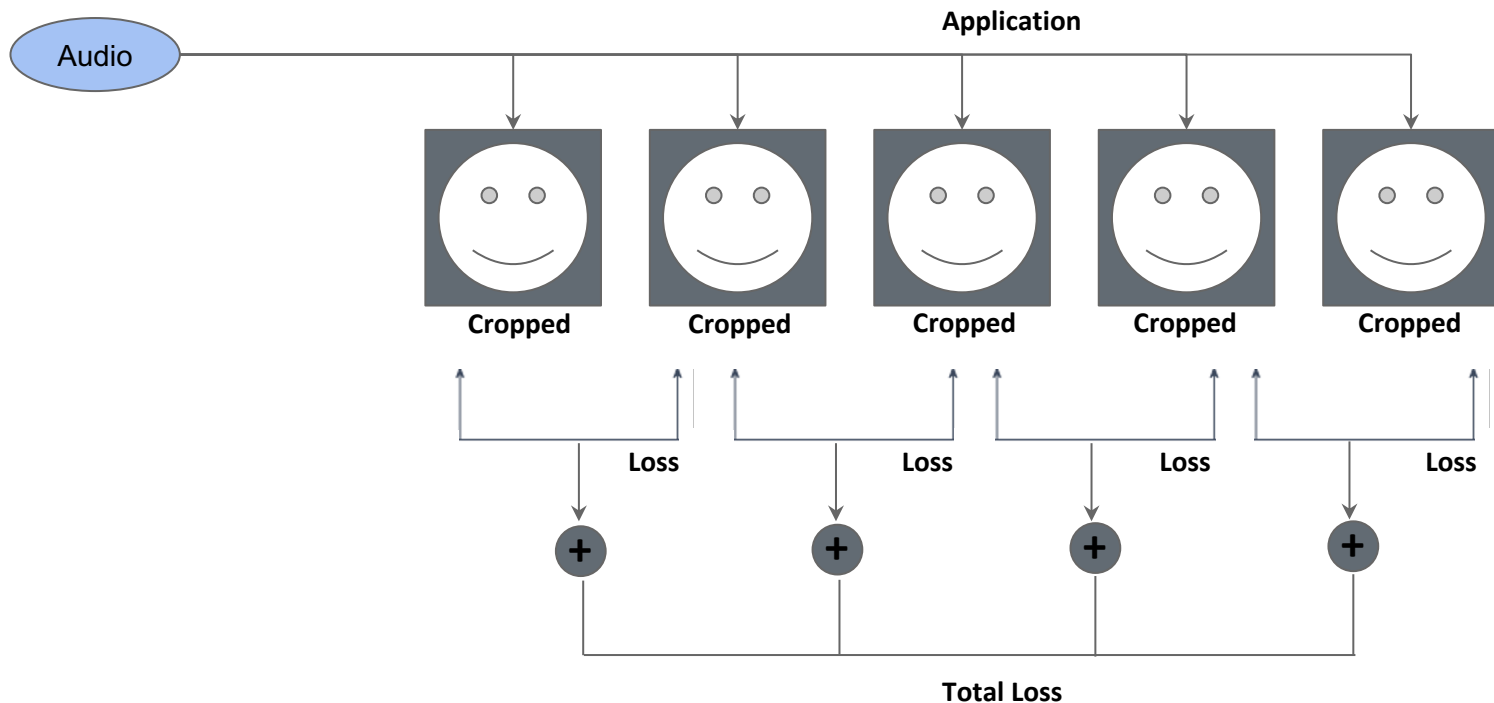 Application
Audio
Cropped Cropped Cropped Cropped Cropped
Loss Loss Loss Loss
+ + + +
Total Loss